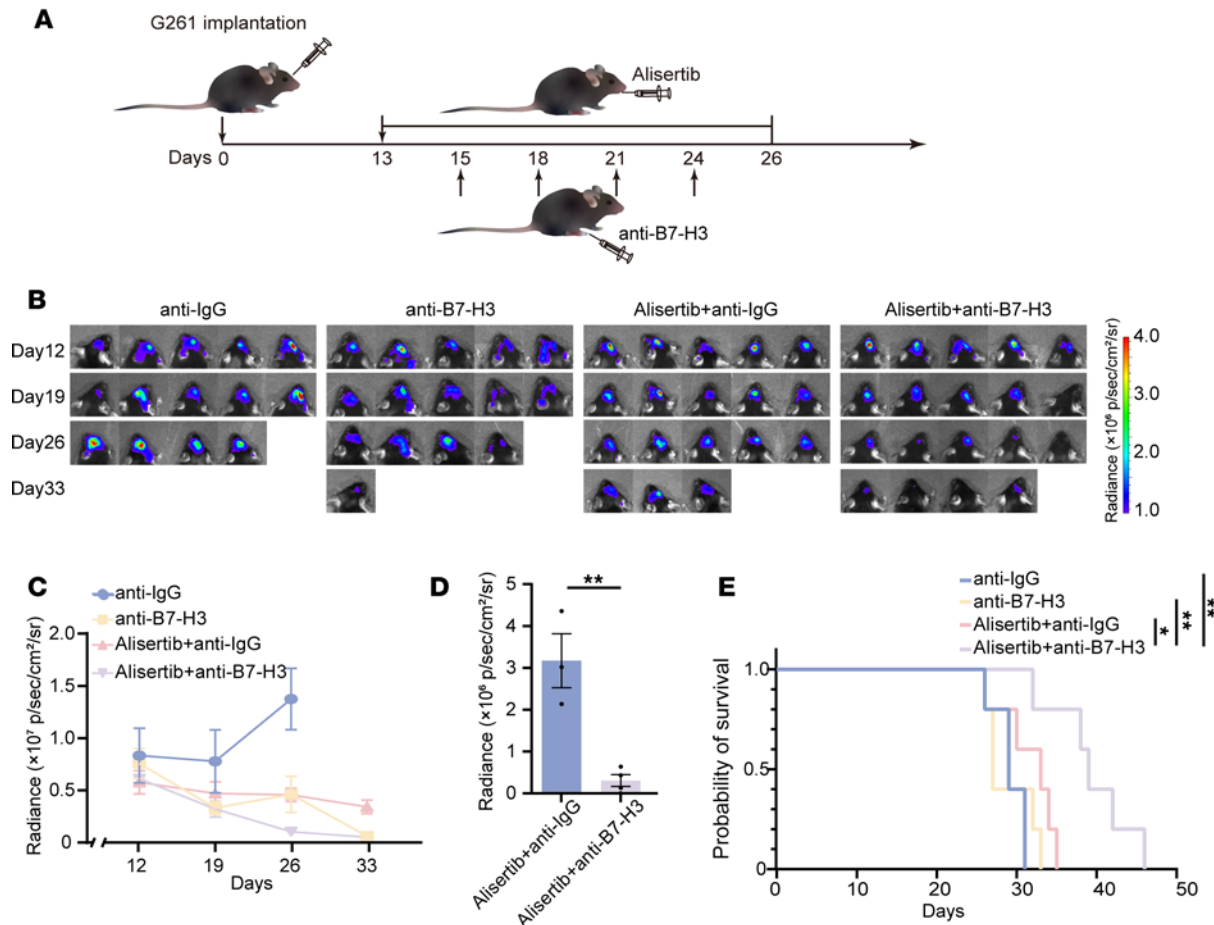 A
G261 implantation
Alisertib
Days 0 13 15 18 21 24 26
anti-B7-H3
B
anti-IgG anti-B7-H3 Alisertib+anti-IgG Alisertib+anti-B7-H3
Day12
Day19
Day26
Day33
4.0
3.0
2.0
1.0
Radiance (×10⁶ p/sec/cm²/sr)
C
anti-IgG
anti-B7-H3
Alisertib+anti-IgG
Alisertib+anti-B7-H3
Radiance (×10⁷ p/sec/cm²/sr)
2.0
1.5
1.0
0.5
0
12 19 26 33
Days
D
Radiance (×10⁶ p/sec/cm²/sr)
**
5
4
3
2
1
0
Alisertib+anti-IgG
Alisertib+anti-B7-H3
E
anti-IgG
anti-B7-H3
Alisertib+anti-IgG
Alisertib+anti-B7-H3
*
**
**
Probability of survival
1.0
0.5
0
0 10 20 30 40 50
Days